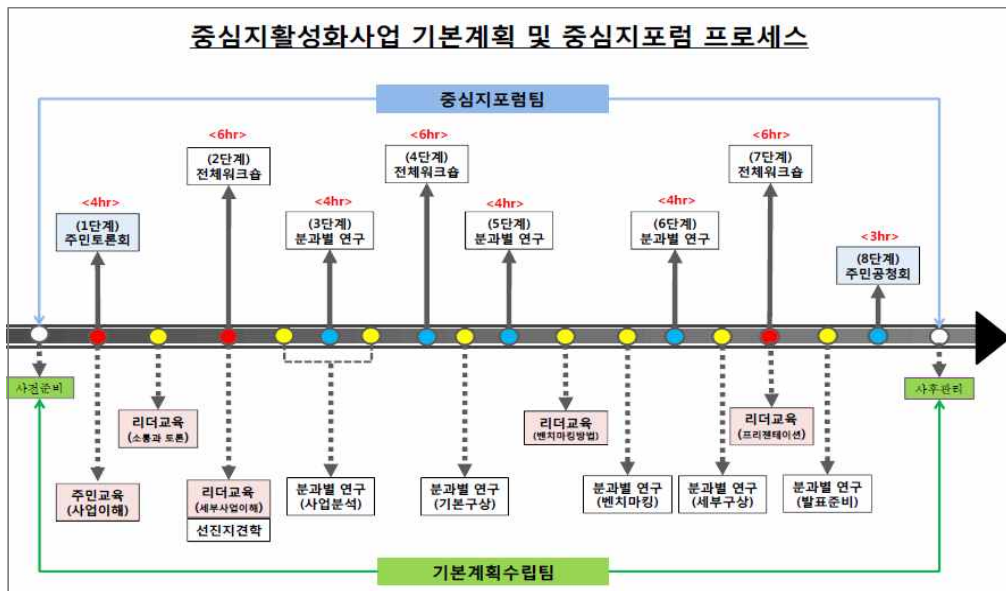 중심지활성화사업 기본계획 및 중심지포럼 프로세스
중심지포럼팀
<6hr>
(2단계)
전체워크숍
<6hr>
(4단계)
전체워크숍
<6hr>
(7단계)
전체워크숍
<4hr>
(1단계)
주민토론회
<4hr>
(3단계)
분과별 연구
<4hr>
(5단계)
분과별 연구
<4hr>
(6단계)
분과별 연구
<3hr>
(8단계)
주민공청회
사전준비
사후관리
리더교육
(소통과 토론)
리더교육
(벤치마킹방법)
리더교육
(프리젠테이션)
주민교육
(사업이해)
리더교육
(세부사업이해)
선진지견학
분과별 연구
(사업분석)
분과별 연구
(기본구상)
분과별 연구
(벤치마킹)
분과별 연구
(세부구상)
분과별 연구
(발표준비)
기본계획수립팀